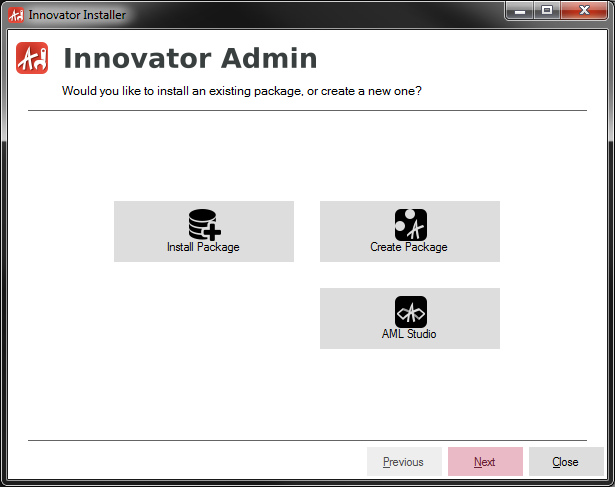 Innovator Installer
Innovator Admin
Would you like to install an existing package, or create a new one?
Install Package
Create Package
AML Studio
Previous
Next
Close